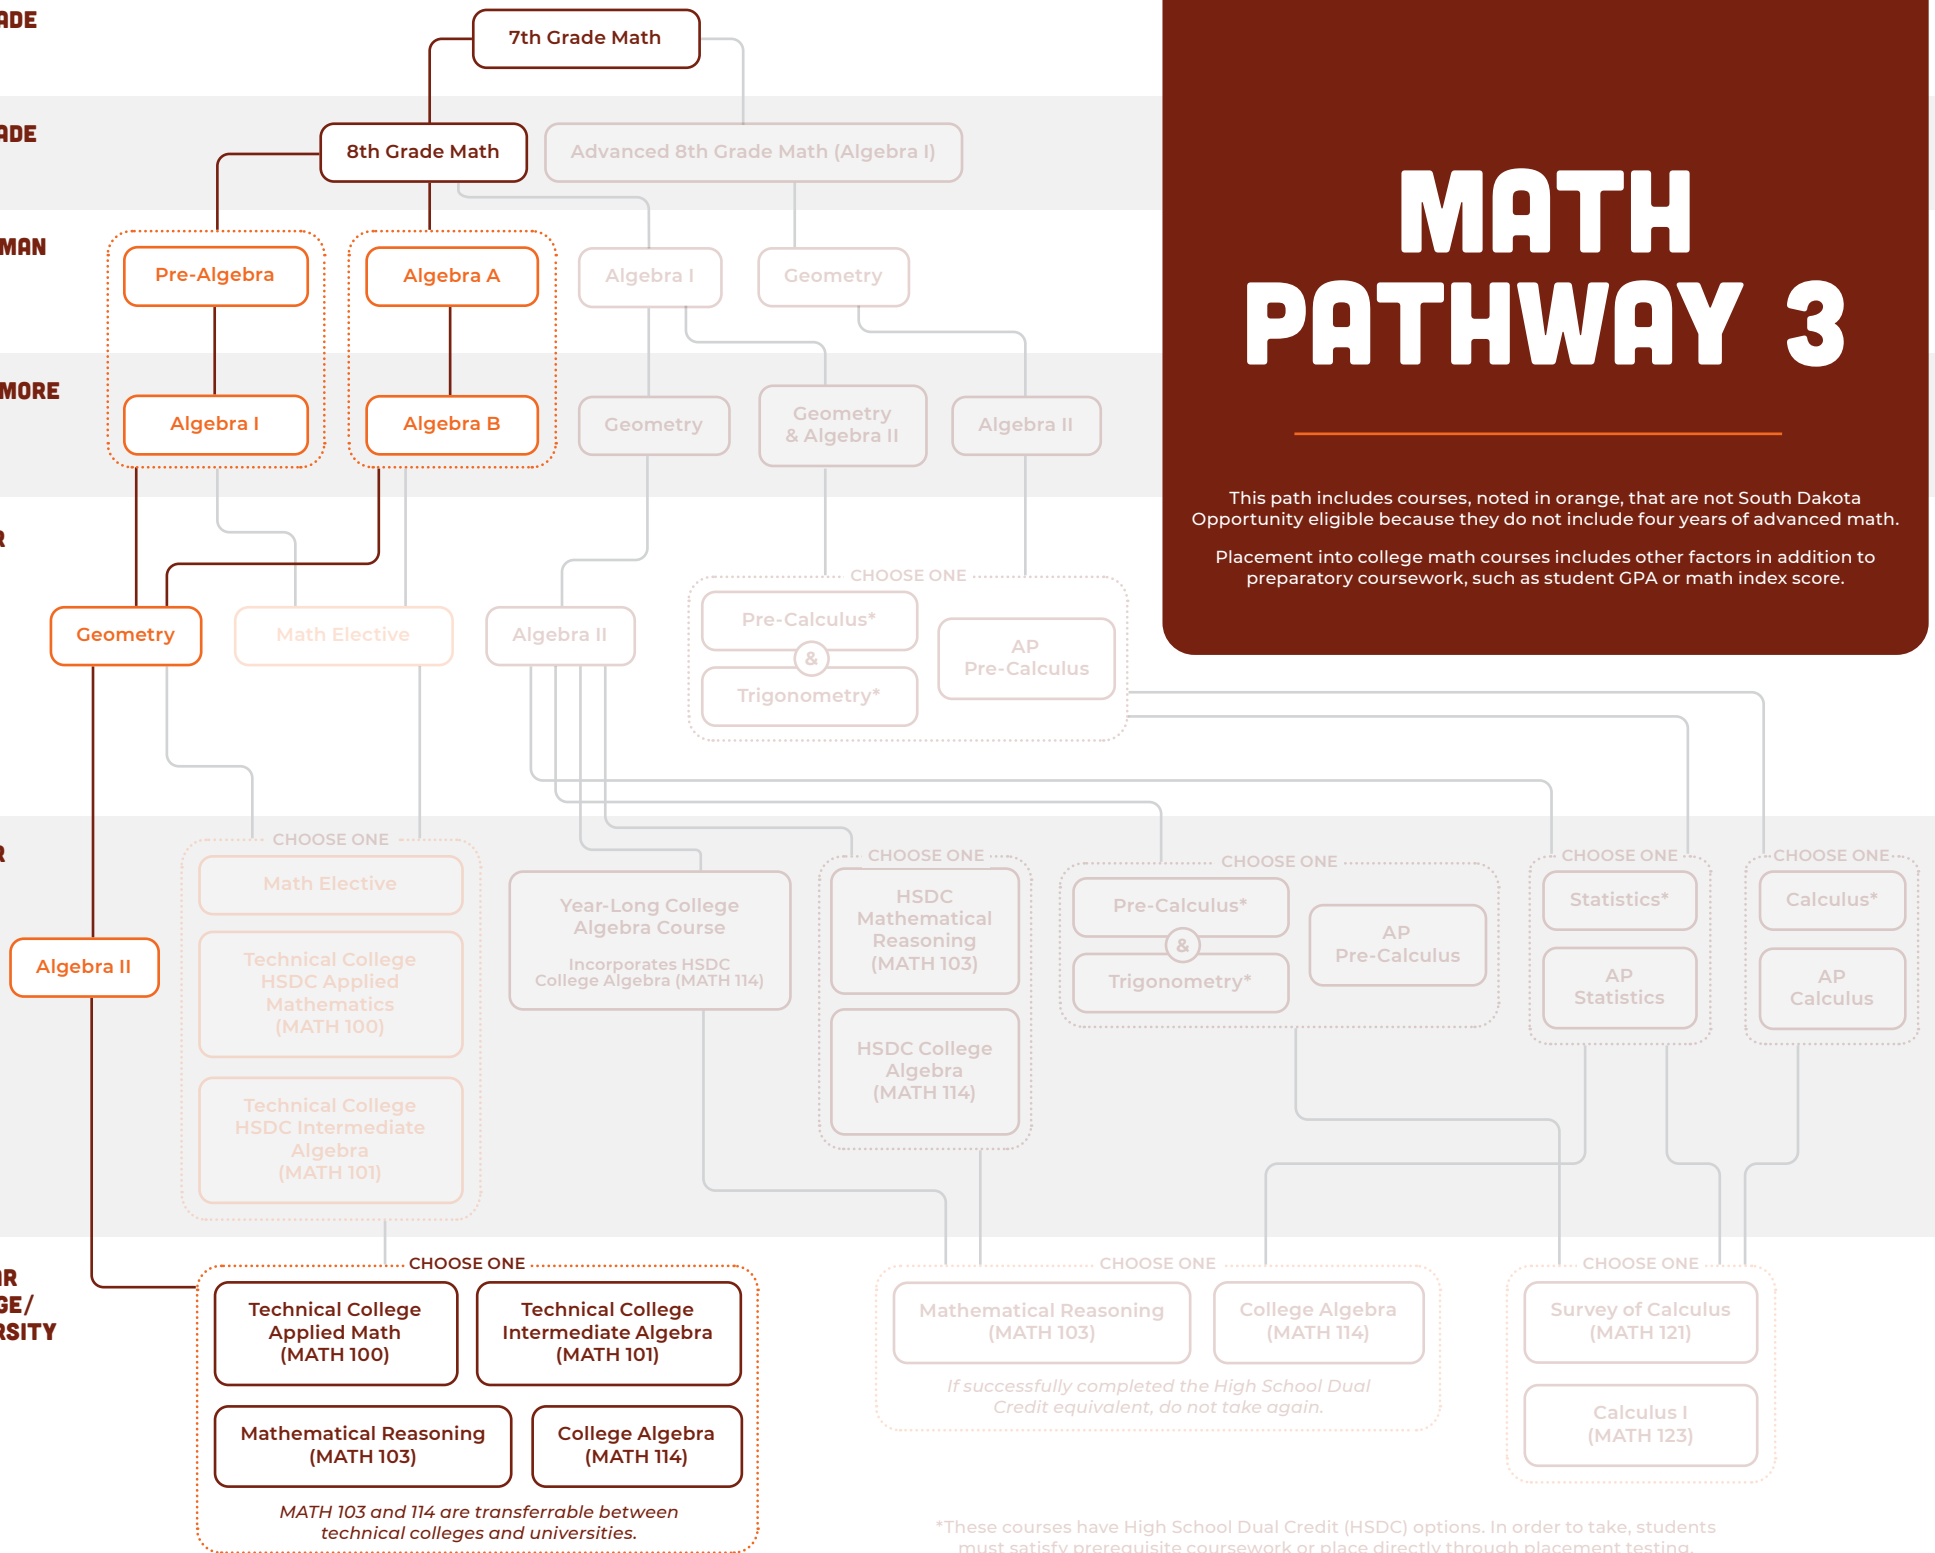 ADE
7th Grade Math
ADE
8th Grade Math
Advanced 8th Grade Math (Algebra I)
MATH
PATHWAY 3
This path includes courses, noted in orange, that are not South Dakota
Opportunity eligible because they do not include four years of advanced math.
Placement into college math courses includes other factors in addition to
preparatory coursework, such as student GPA or math index score.
MAN
Pre-Algebra
Algebra A
Algebra I
Geometry
MORE
Algebra I
Algebra B
Geometry
Geometry
& Algebra II
Algebra II
R
Geometry
Math Elective
Algebra II
CHOOSE ONE
Pre-Calculus*
&
Trigonometry*
AP
Pre-Calculus
R
Algebra II
CHOOSE ONE
Math Elective
Technical College
HSDC Applied
Mathematics
(MATH 100)
Technical College
HSDC Intermediate
Algebra
(MATH 101)
Year-Long College
Algebra Course
Incorporates HSDC
College Algebra (MATH 114)
CHOOSE ONE
HSDC
Mathematical
Reasoning
(MATH 103)
HSDC College
Algebra
(MATH 114)
CHOOSE ONE
Pre-Calculus*
&
Trigonometry*
AP
Pre-Calculus
CHOOSE ONE
Statistics*
AP
Statistics
CHOOSE ONE
Calculus*
AP
Calculus
AR
GE/
RSITY
CHOOSE ONE
Technical College
Applied Math
(MATH 100)
Technical College
Intermediate Algebra
(MATH 101)
Mathematical Reasoning
(MATH 103)
College Algebra
(MATH 114)
MATH 103 and 114 are transferrable between
technical colleges and universities.
CHOOSE ONE
Mathematical Reasoning
(MATH 103)
College Algebra
(MATH 114)
If successfully completed the High School Dual
Credit equivalent, do not take again.
CHOOSE ONE
Survey of Calculus
(MATH 121)
Calculus I
(MATH 123)
*These courses have High School Dual Credit (HSDC) options. In order to take, students
must satisfy prerequisite coursework or place directly through placement testing.